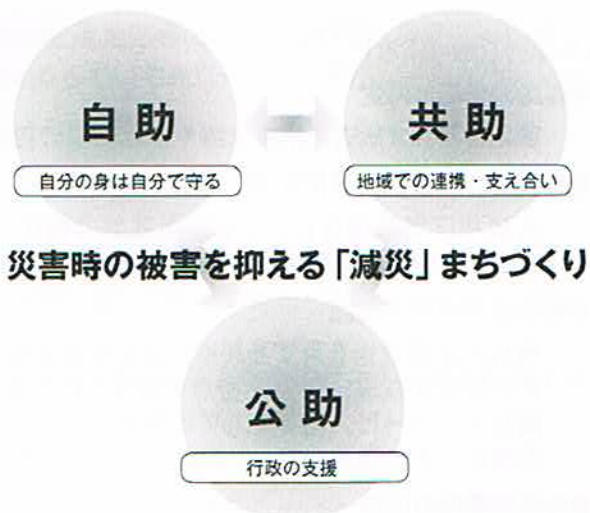 自助
共助
自分の身は自分で守る
地域での連携・支え合い
災害時の被害を抑える「減災」まちづくり
公助
行政の支援